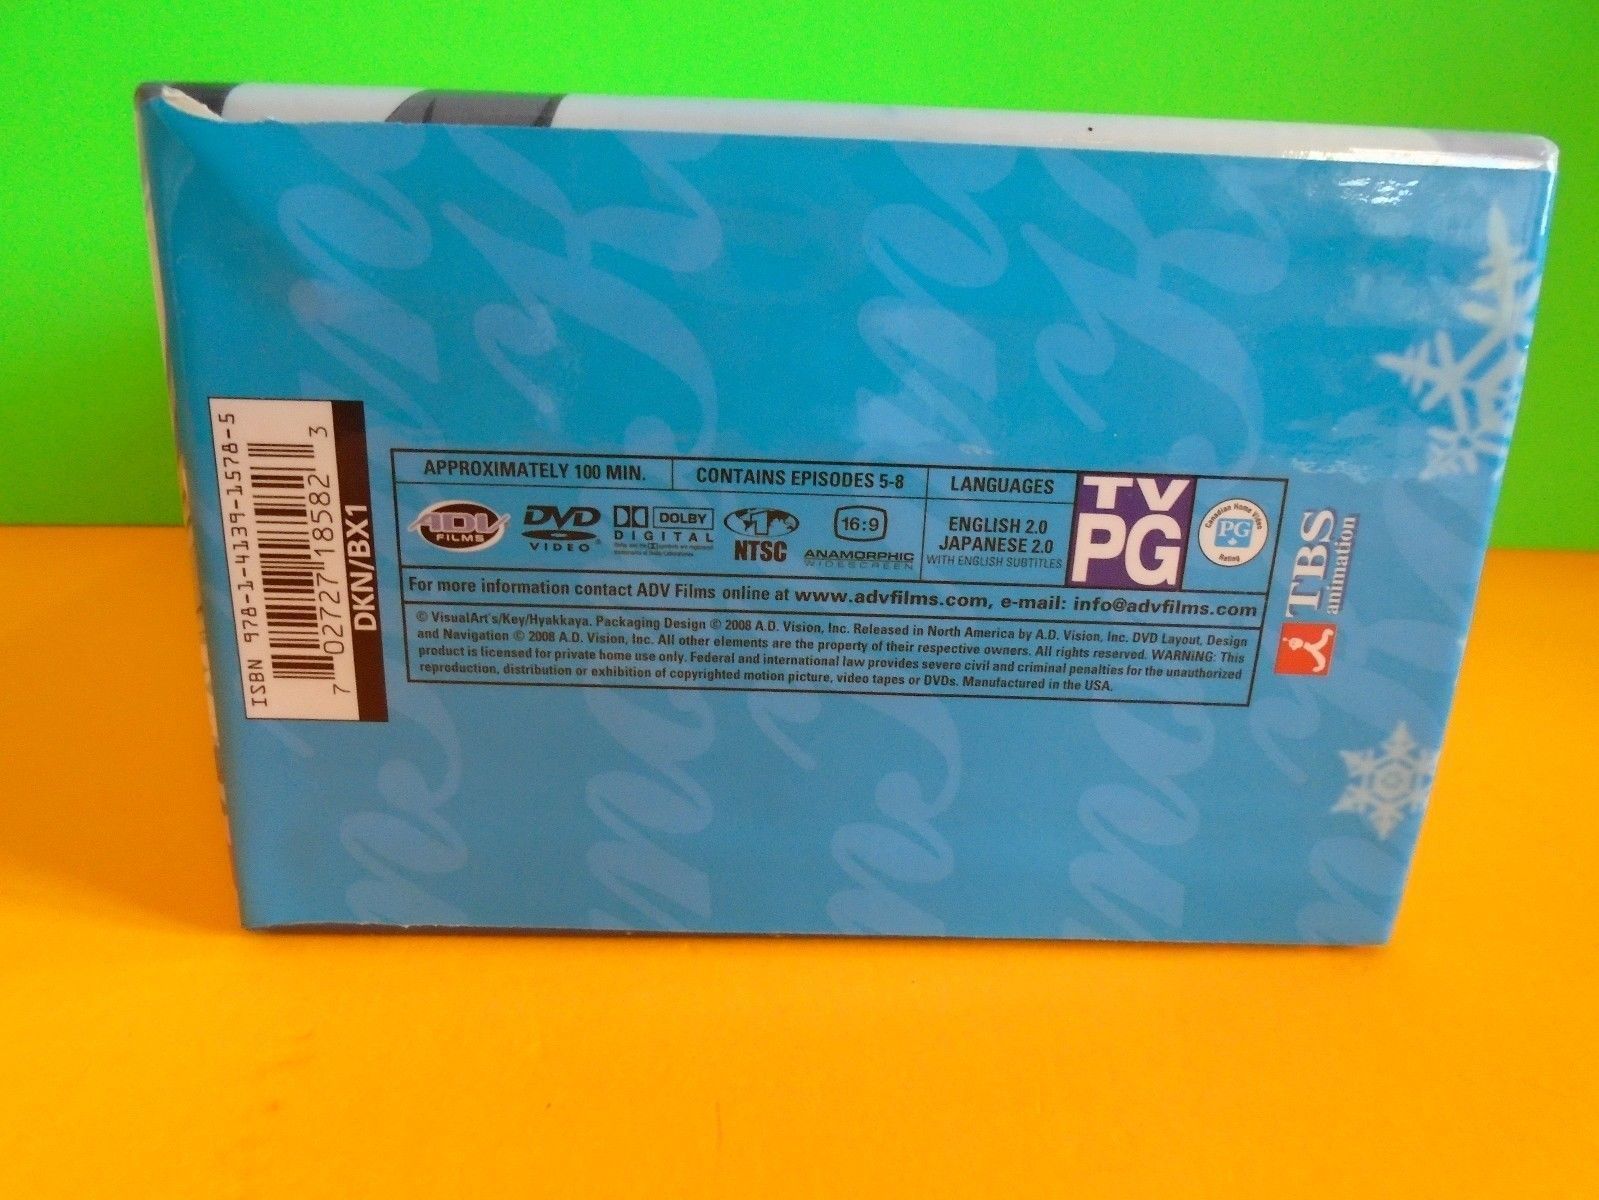 APPROXIMATELY 100 MIN.
CONTAINS EPISODES 5-8
LANGUAGES
ADV
FILMS
DVD
VIDEO
DOLBY
DIGITAL
NTSC
16:9
ANAMORPHIC
WIDESCREEN
ENGLISH 2.0
JAPANESE 2.0
WITH ENGLISH SUBTITLES
TV
PG
Canadian Home Video
PG
Rating
For more information contact ADV Films online at www.advfilms.com, e-mail: info@advfilms.com
© VisualArt's/Key/Hyakkaya. Packaging Design © 2008 A.D. Vision, Inc. Released in North America by A.D. Vision, Inc. DVD Layout, Design
and Navigation © 2008 A.D. Vision, Inc. All other elements are the property of their respective owners. All rights reserved. WARNING: This
product is licensed for private home use only. Federal and international law provides severe civil and criminal penalties for the unauthorized
reproduction, distribution or exhibition of copyrighted motion picture, video tapes or DVDs. Manufactured in the USA.
ISBN 978-1-4139-1578-5
7 02727 18582 3
DKN/BX1
TBS
animation